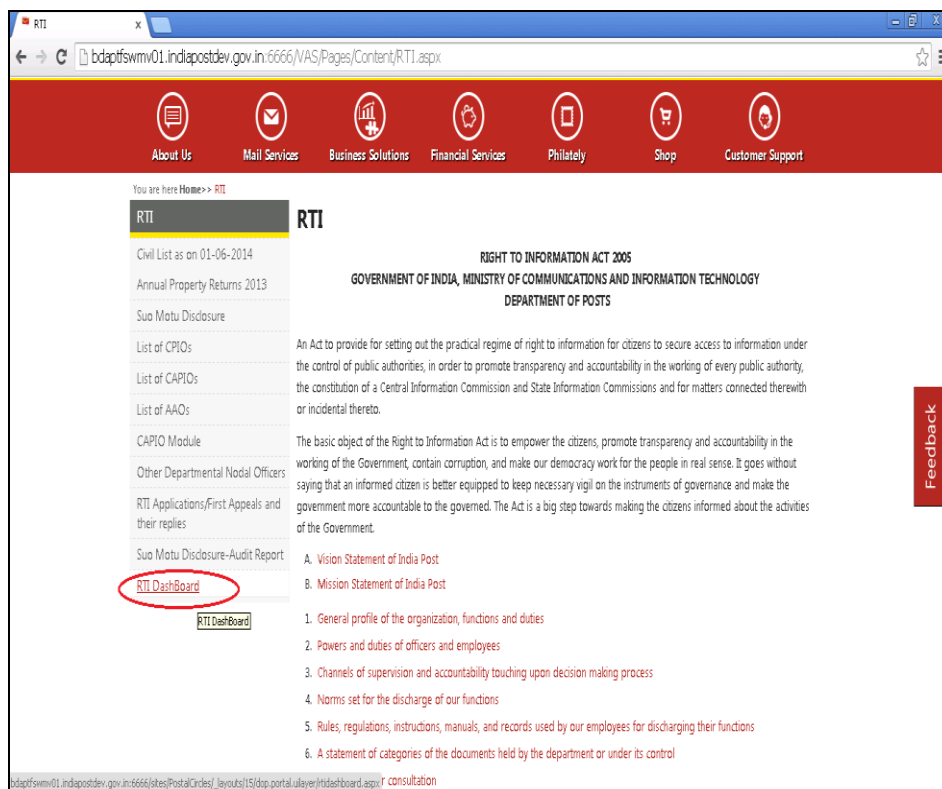 RTI
bdaptfswmv01.indiapostdev.gov.in:6666/VAS/Pages/Content/RTI.aspx
About Us
Mail Services
Business Solutions
Financial Services
Philately
Shop
Customer Support
You are here Home>> RTI
RTI
Civil List as on 01-06-2014
Annual Property Returns 2013
Suo Motu Disclosure
List of CPIOs
List of CAPIOs
List of AAOs
CAPIO Module
Other Departmental Nodal Officers
RTI Applications/First Appeals and
their replies
Suo Motu Disclosure-Audit Report
RTI DashBoard
RTI DashBoard
RTI
RIGHT TO INFORMATION ACT 2005
GOVERNMENT OF INDIA, MINISTRY OF COMMUNICATIONS AND INFORMATION TECHNOLOGY
DEPARTMENT OF POSTS
An Act to provide for setting out the practical regime of right to information for citizens to secure access to information under
the control of public authorities, in order to promote transparency and accountability in the working of every public authority,
the constitution of a Central Information Commission and State Information Commissions and for matters connected therewith
or incidental thereto.
The basic object of the Right to Information Act is to empower the citizens, promote transparency and accountability in the
working of the Government, contain corruption, and make our democracy work for the people in real sense. It goes without
saying that an informed citizen is better equipped to keep necessary vigil on the instruments of governance and make the
government more accountable to the governed. The Act is a big step towards making the citizens informed about the activities
of the Government.
A. Vision Statement of India Post
B. Mission Statement of India Post
1. General profile of the organization, functions and duties
2. Powers and duties of officers and employees
3. Channels of supervision and accountability touching upon decision making process
4. Norms set for the discharge of our functions
5. Rules, regulations, instructions, manuals, and records used by our employees for discharging their functions
6. A statement of categories of the documents held by the department or under its control
r consultation
Feedback
bdaptfswmv01.indiapostdev.gov.in:6666/sites/PostalCircles/_layouts/15/dop.portal.uilayer/rtidashboard.aspx